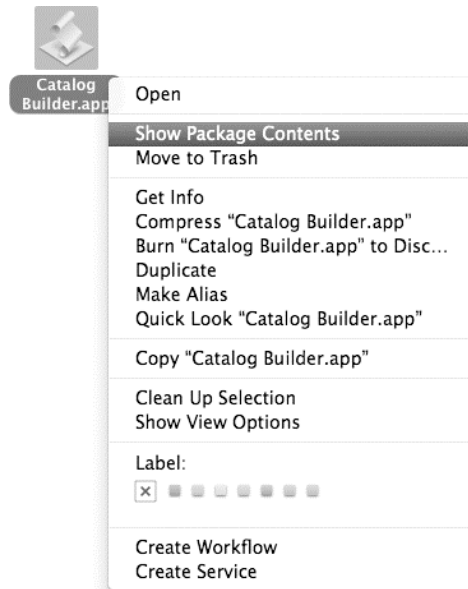 Catalog
Builder.app
Open
Show Package Contents
Move to Trash
Get Info
Compress “Catalog Builder.app”
Burn “Catalog Builder.app” to Disc...
Duplicate
Make Alias
Quick Look “Catalog Builder.app”
Copy “Catalog Builder.app”
Clean Up Selection
Show View Options
Label:
Create Workflow
Create Service